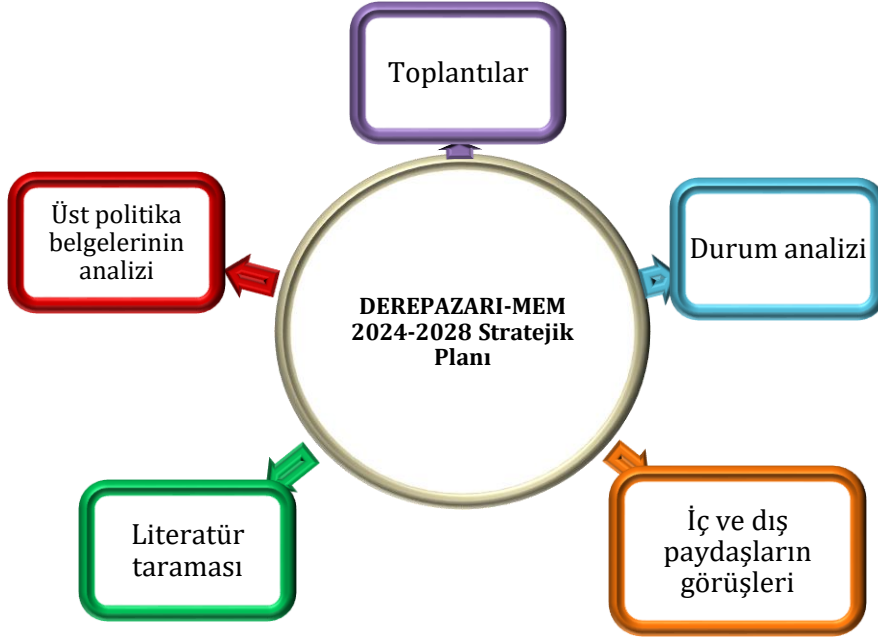 Toplantılar
Üst politika
belgelerinin
analizi
Durum analizi
DEREPAZARI-MEM
2024-2028 Stratejik
Planı
Literatür
taraması
İç ve dış
paydaşların
görüşleri